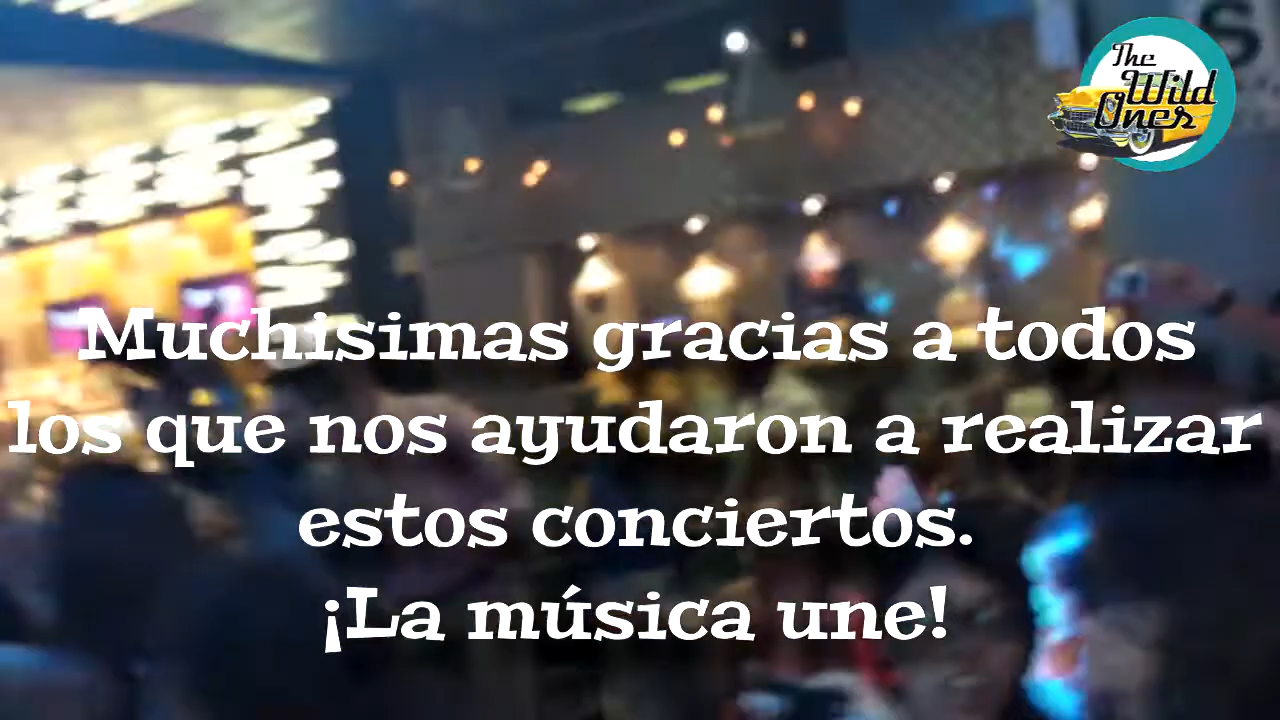 The
Wild
Ones
S
Muchisimas gracias a todos
los que nos ayudaron a realizar
estos conciertos.
¡La música une!